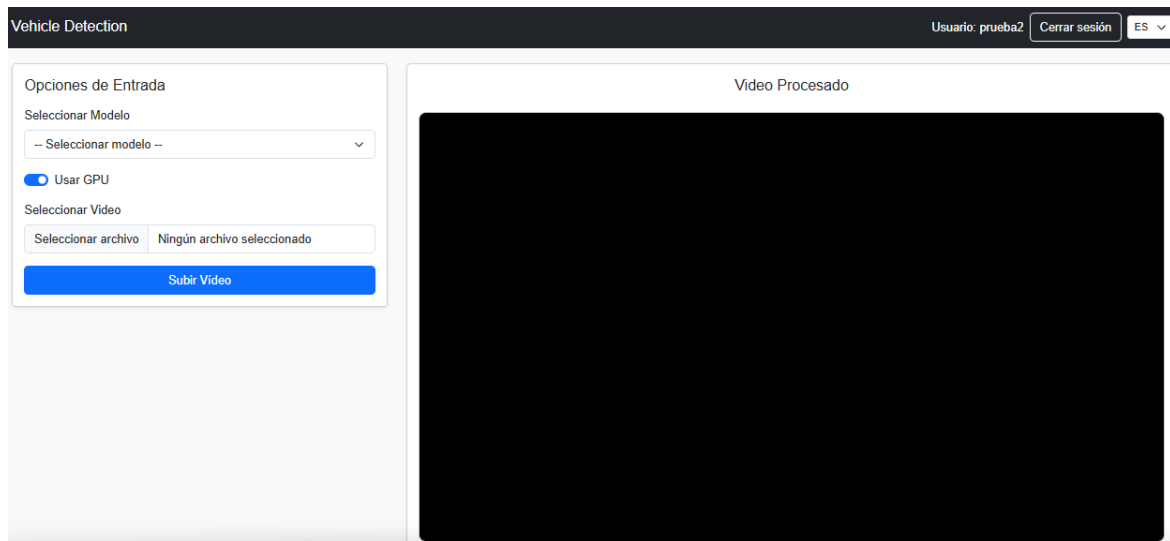 Vehicle Detection
Usuario: prueba2 Cerrar sesión ES
Opciones de Entrada
Seleccionar Modelo
-- Seleccionar modelo --
Usar GPU
Seleccionar Video
Seleccionar archivo Ningún archivo seleccionado
Subir Vídeo
Video Procesado